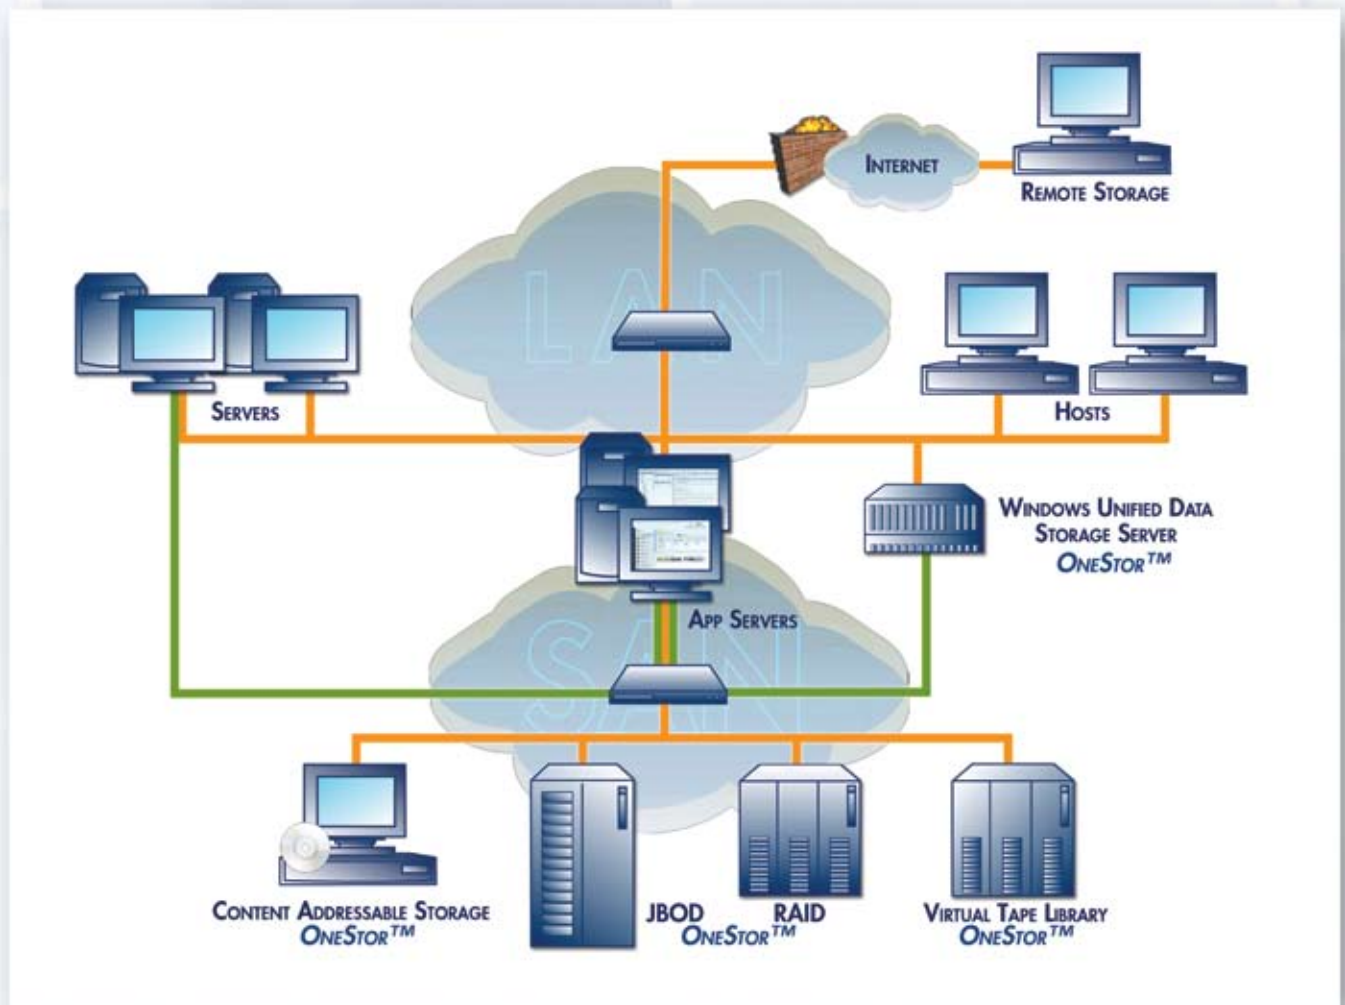 INTERNET
REMOTE STORAGE
LAN
SERVERS
HOSTS
WINDOWS UNIFIED DATA
STORAGE SERVER
ONESTOR™
APP SERVERS
SAN
CONTENT ADDRESSABLE STORAGE
ONESTOR™
JBOD RAID
ONESTOR™
VIRTUAL TAPE LIBRARY
ONESTOR™